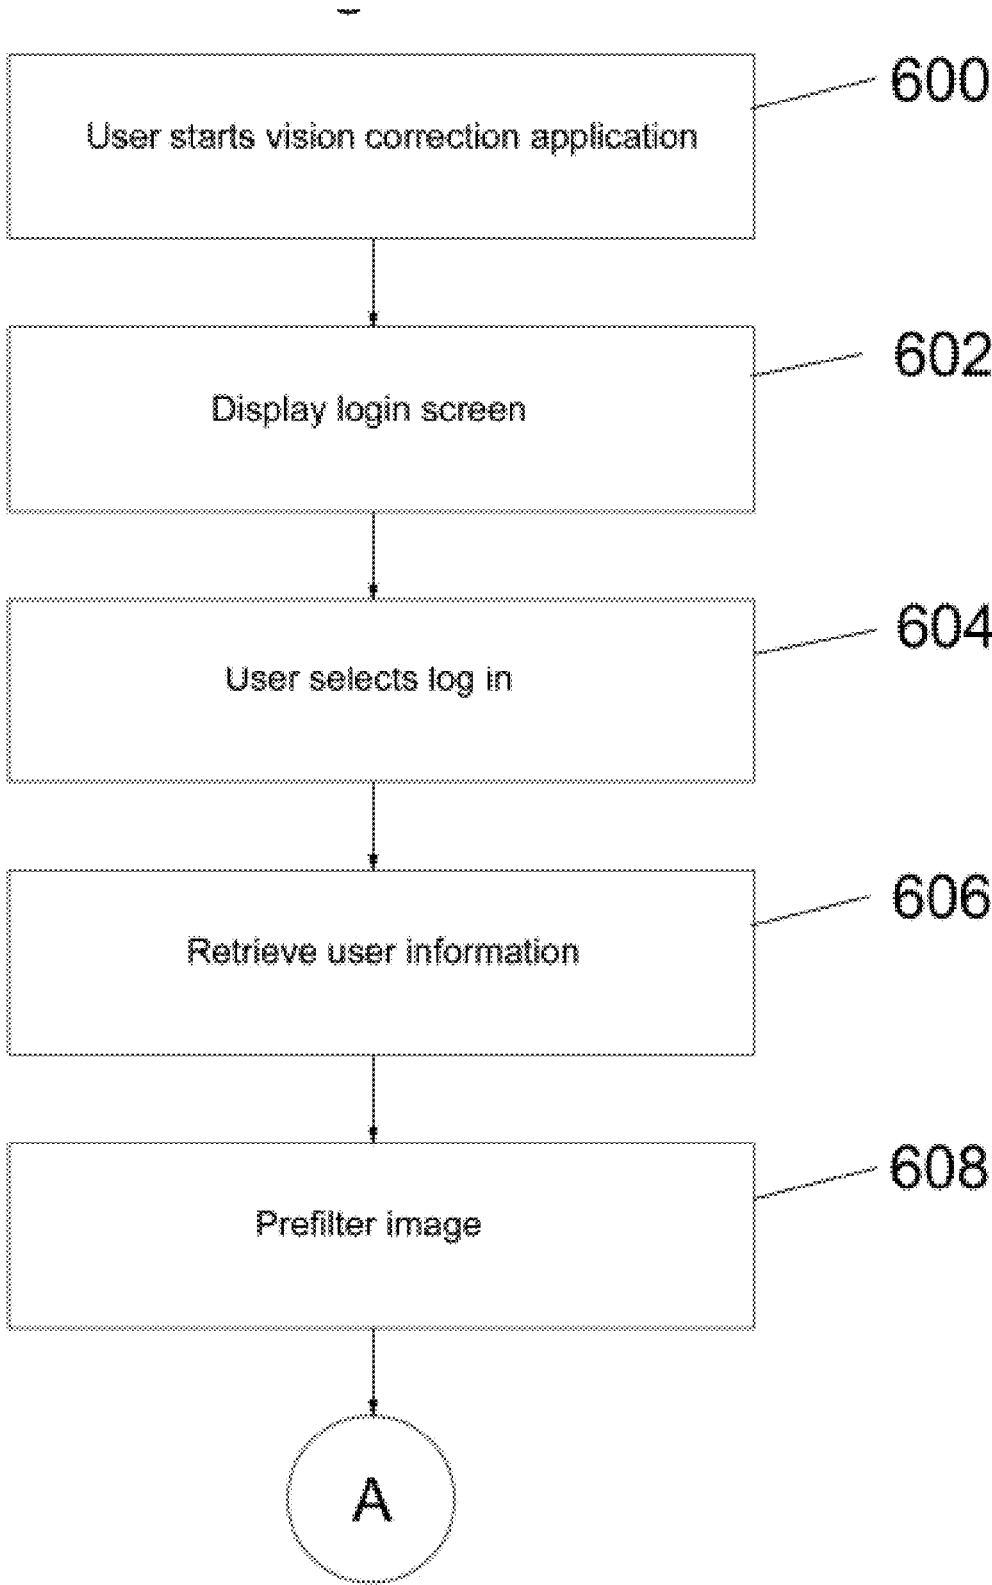 600
User starts vision correction application
602
Display login screen
604
User selects log in
606
Retrieve user information
608
Prefilter image
A